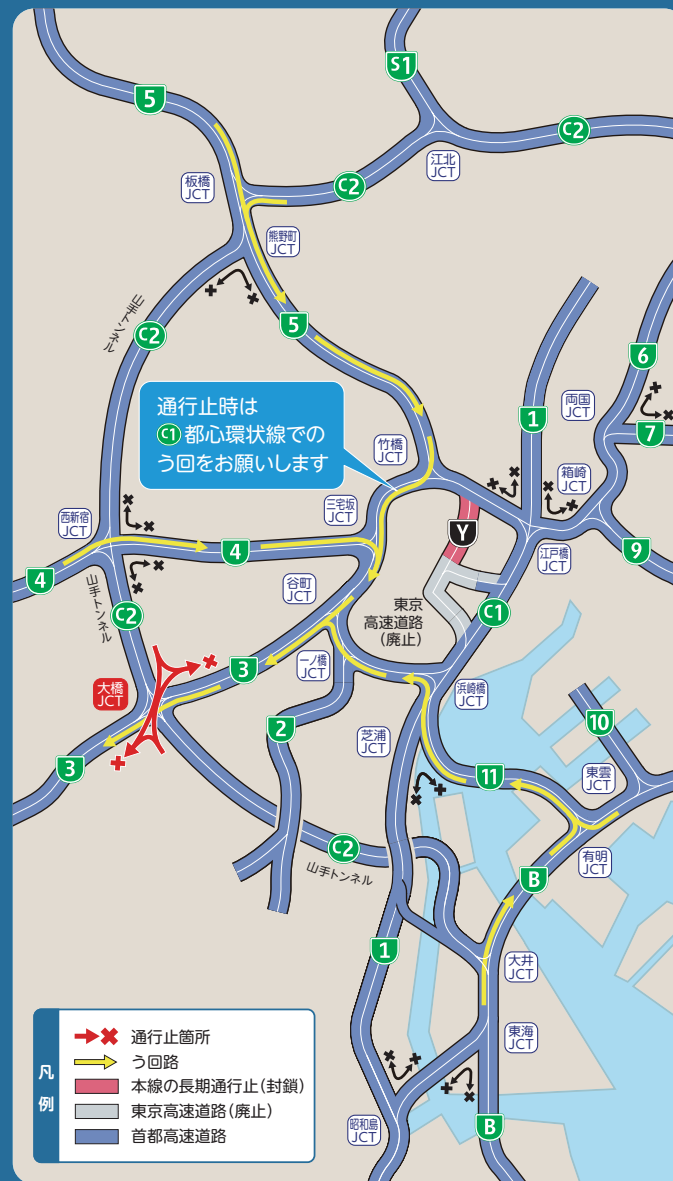 S1
5
C2
江北
JCT
板橋
JCT
C2
熊野町
JCT
山手トンネル
C2
5
6
通行止時は
C1 都心環状線での
う回をお願いします
両国
JCT
1
7
竹橋
JCT
箱崎
JCT
三宅坂
JCT
西新宿
JCT
Y
4
4
江戸橋
JCT
9
谷町
JCT
山手トンネル
C2
東京
高速道路
(廃止)
C1
大橋
JCT
3
一ノ橋
JCT
浜崎橋
JCT
3
2
芝浦
JCT
10
11
東雲
JCT
C2
山手トンネル
有明
JCT
B
1
大井
JCT
東海
JCT
昭和島
JCT
B
凡例
通行止箇所
う回路
本線の長期通行止(封鎖)
東京高速道路(廃止)
首都高速道路